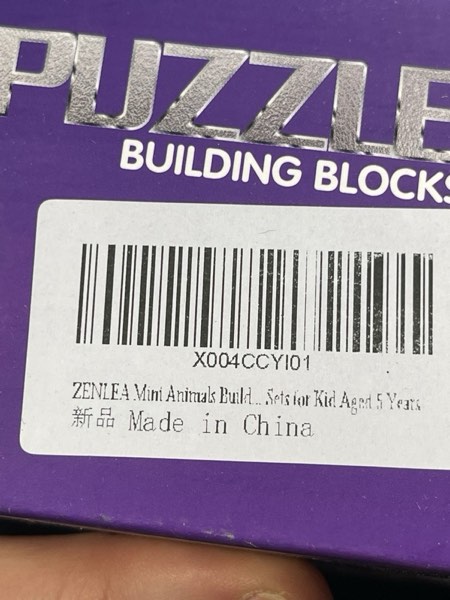 PUZZLE
BUILDING BLOCKS
X004CCYI01
ZENLEA Mini Animals Build... Sets for Kid Aged 5 Years
新品 Made in China